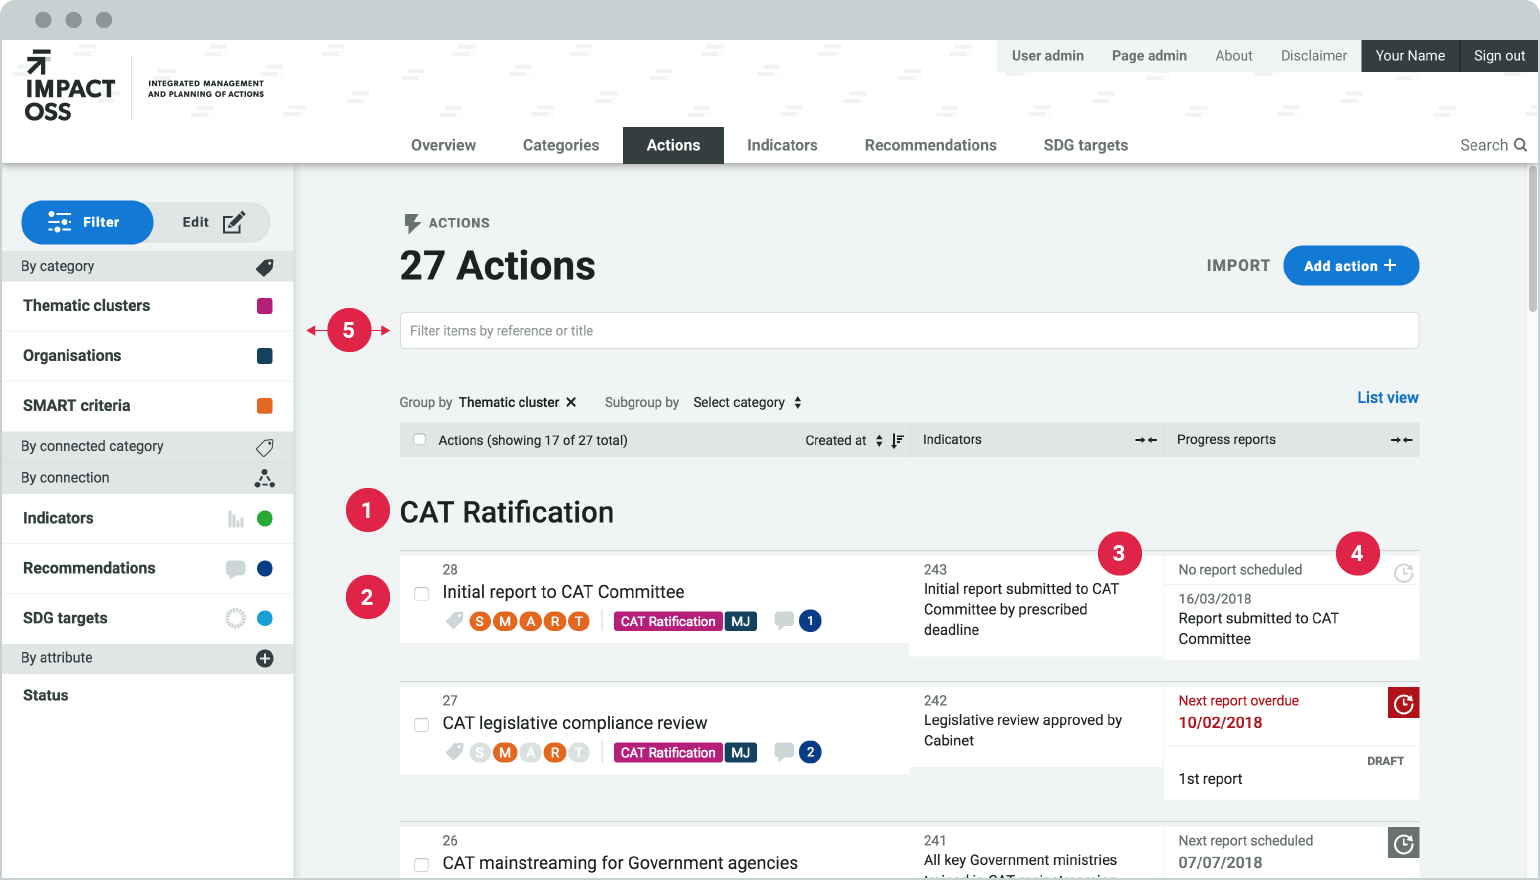 User admin
Page admin
About
Disclaimer
Your Name
Sign out
IMPACT
OSS
INTEGRATED MANAGEMENT
AND PLANNING OF ACTIONS
Overview
Categories
Actions
Indicators
Recommendations
SDG targets
Search
Filter
Edit
By category
Thematic clusters
Organisations
SMART criteria
By connected category
By connection
Indicators
Recommendations
SDG targets
By attribute
Status
ACTIONS
27 Actions
IMPORT
Add action +
5
Filter items by reference or title
Group by Thematic cluster
Subgroup by Select category
List view
Actions (showing 17 of 27 total)
Created at
Indicators
Progress reports
1
CAT Ratification
3
4
2
28
Initial report to CAT Committee
S M A R T
CAT Ratification MJ
1
243
Initial report submitted to CAT
Committee by prescribed
deadline
No report scheduled
16/03/2018
Report submitted to CAT
Committee
27
CAT legislative compliance review
S M A R T
CAT Ratification MJ
2
242
Legislative review approved by
Cabinet
Next report overdue
10/02/2018
DRAFT
1st report
26
CAT mainstreaming for Government agencies
241
All key Government ministries
Next report scheduled
07/07/2018